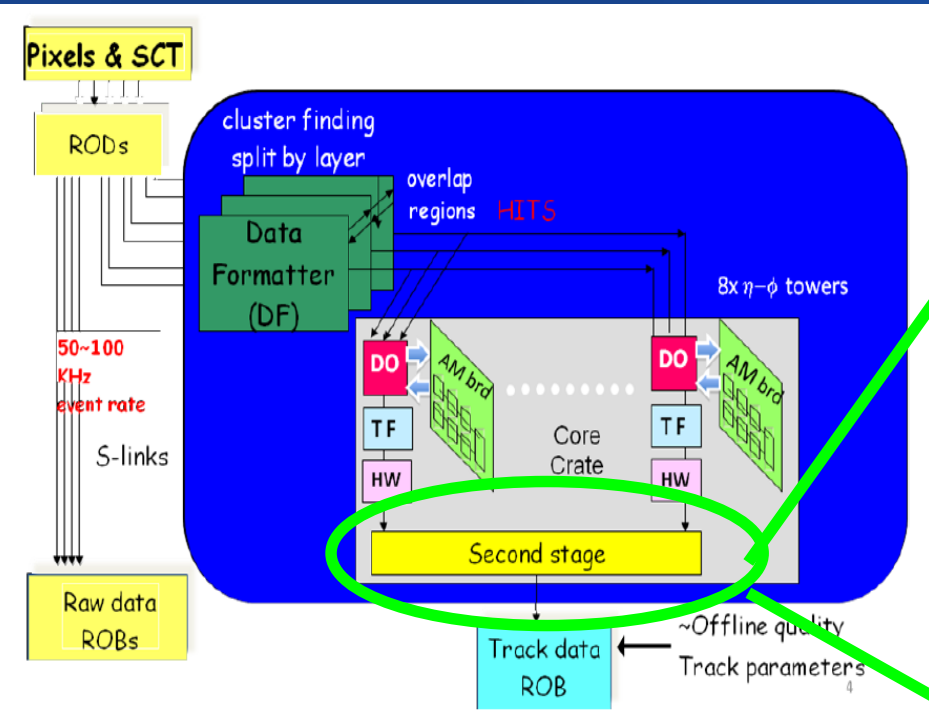 Pixels & SCT
RODs
cluster finding
split by layer
overlap
regions
HITS
Data
Formatter
(DF)
8x η–ϕ towers
50~100
KHz
event rate
S-links
DO
AM brd
TF
HW
Core
Crate
DO
AM brd
TF
HW
Second stage
Raw data
ROBs
Track data
ROB
~Offline quality
Track parameters
4